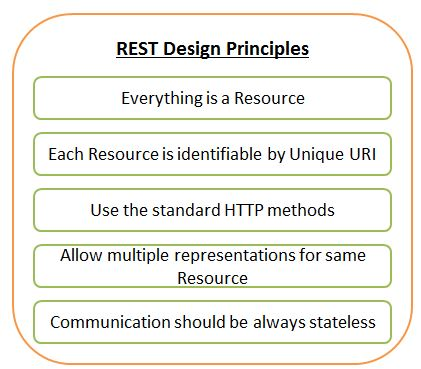 REST Design Principles
Everything is a Resource
Each Resource is identifiable by Unique URI
Use the standard HTTP methods
Allow multiple representations for same
Resource
Communication should be always stateless